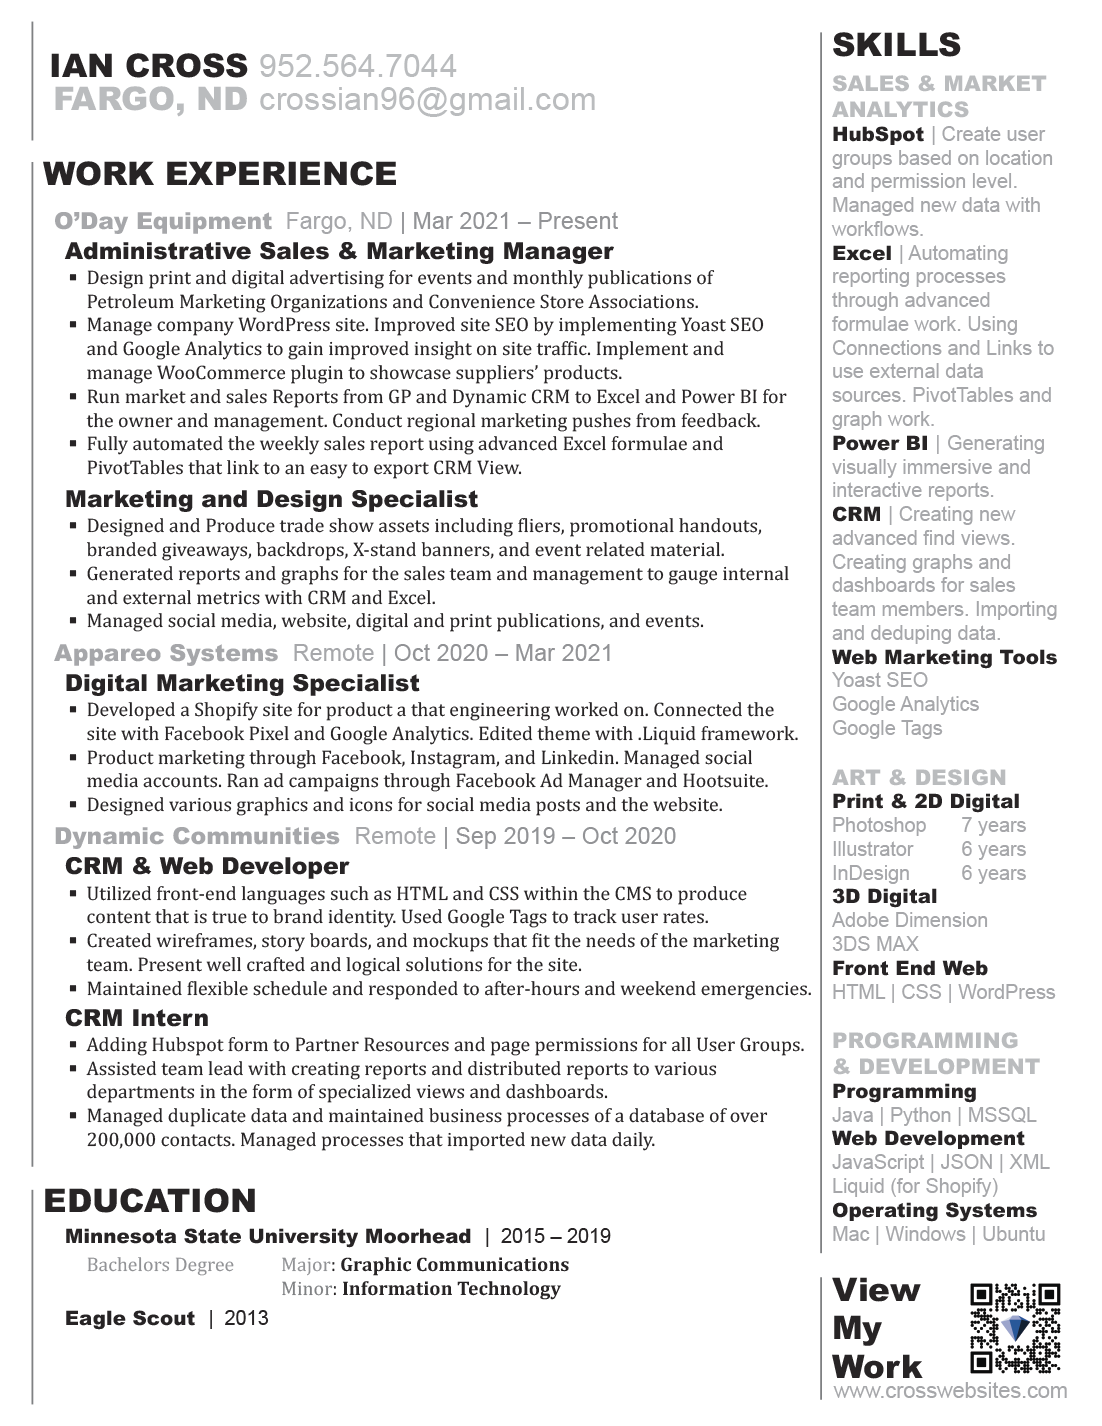 IAN CROSS 952.564.7044
FARGO, ND crossian96@gmail.com
WORK EXPERIENCE
O'Day Equipment Fargo, ND | Mar 2021 – Present
Administrative Sales & Marketing Manager
▪ Design print and digital advertising for events and monthly publications of
Petroleum Marketing Organizations and Convenience Store Associations.
▪ Manage company WordPress site. Improved site SEO by implementing Yoast SEO
and Google Analytics to gain improved insight on site traffic. Implement and
manage WooCommerce plugin to showcase suppliers' products.
▪ Run market and sales Reports from GP and Dynamic CRM to Excel and Power BI for
the owner and management. Conduct regional marketing pushes from feedback.
▪ Fully automated the weekly sales report using advanced Excel formulae and
PivotTables that link to an easy to export CRM View.
Marketing and Design Specialist
▪ Designed and Produce trade show assets including fliers, promotional handouts,
branded giveaways, backdrops, X-stand banners, and event related material.
▪ Generated reports and graphs for the sales team and management to gauge internal
and external metrics with CRM and Excel.
▪ Managed social media, website, digital and print publications, and events.
Appareo Systems Remote | Oct 2020 – Mar 2021
Digital Marketing Specialist
▪ Developed a Shopify site for product a that engineering worked on. Connected the
site with Facebook Pixel and Google Analytics. Edited theme with .Liquid framework.
▪ Product marketing through Facebook, Instagram, and Linkedin. Managed social
media accounts. Ran ad campaigns through Facebook Ad Manager and Hootsuite.
▪ Designed various graphics and icons for social media posts and the website.
Dynamic Communities Remote | Sep 2019 – Oct 2020
CRM & Web Developer
▪ Utilized front-end languages such as HTML and CSS within the CMS to produce
content that is true to brand identity. Used Google Tags to track user rates.
▪ Created wireframes, story boards, and mockups that fit the needs of the marketing
team. Present well crafted and logical solutions for the site.
▪ Maintained flexible schedule and responded to after-hours and weekend emergencies.
CRM Intern
▪ Adding Hubspot form to Partner Resources and page permissions for all User Groups.
▪ Assisted team lead with creating reports and distributed reports to various
departments in the form of specialized views and dashboards.
▪ Managed duplicate data and maintained business processes of a database of over
200,000 contacts. Managed processes that imported new data daily.
EDUCATION
Minnesota State University Moorhead | 2015 – 2019
Bachelors Degree Major: Graphic Communications
Minor: Information Technology
Eagle Scout | 2013
SKILLS
SALES & MARKET
ANALYTICS
HubSpot | Create user
groups based on location
and permission level.
Managed new data with
workflows.
Excel | Automating
reporting processes
through advanced
formulae work. Using
Connections and Links to
use external data
sources. PivotTables and
graph work.
Power BI | Generating
visually immersive and
interactive reports.
CRM | Creating new
advanced find views.
Creating graphs and
dashboards for sales
team members. Importing
and deduping data.
Web Marketing Tools
Yoast SEO
Google Analytics
Google Tags
ART & DESIGN
Print & 2D Digital
Photoshop 7 years
Illustrator 6 years
InDesign 6 years
3D Digital
Adobe Dimension
3DS MAX
Front End Web
HTML | CSS | WordPress
PROGRAMMING
& DEVELOPMENT
Programming
Java | Python | MSSQL
Web Development
JavaScript | JSON | XML
Liquid (for Shopify)
Operating Systems
Mac | Windows | Ubuntu
View
My
Work
www.crosswebsites.com